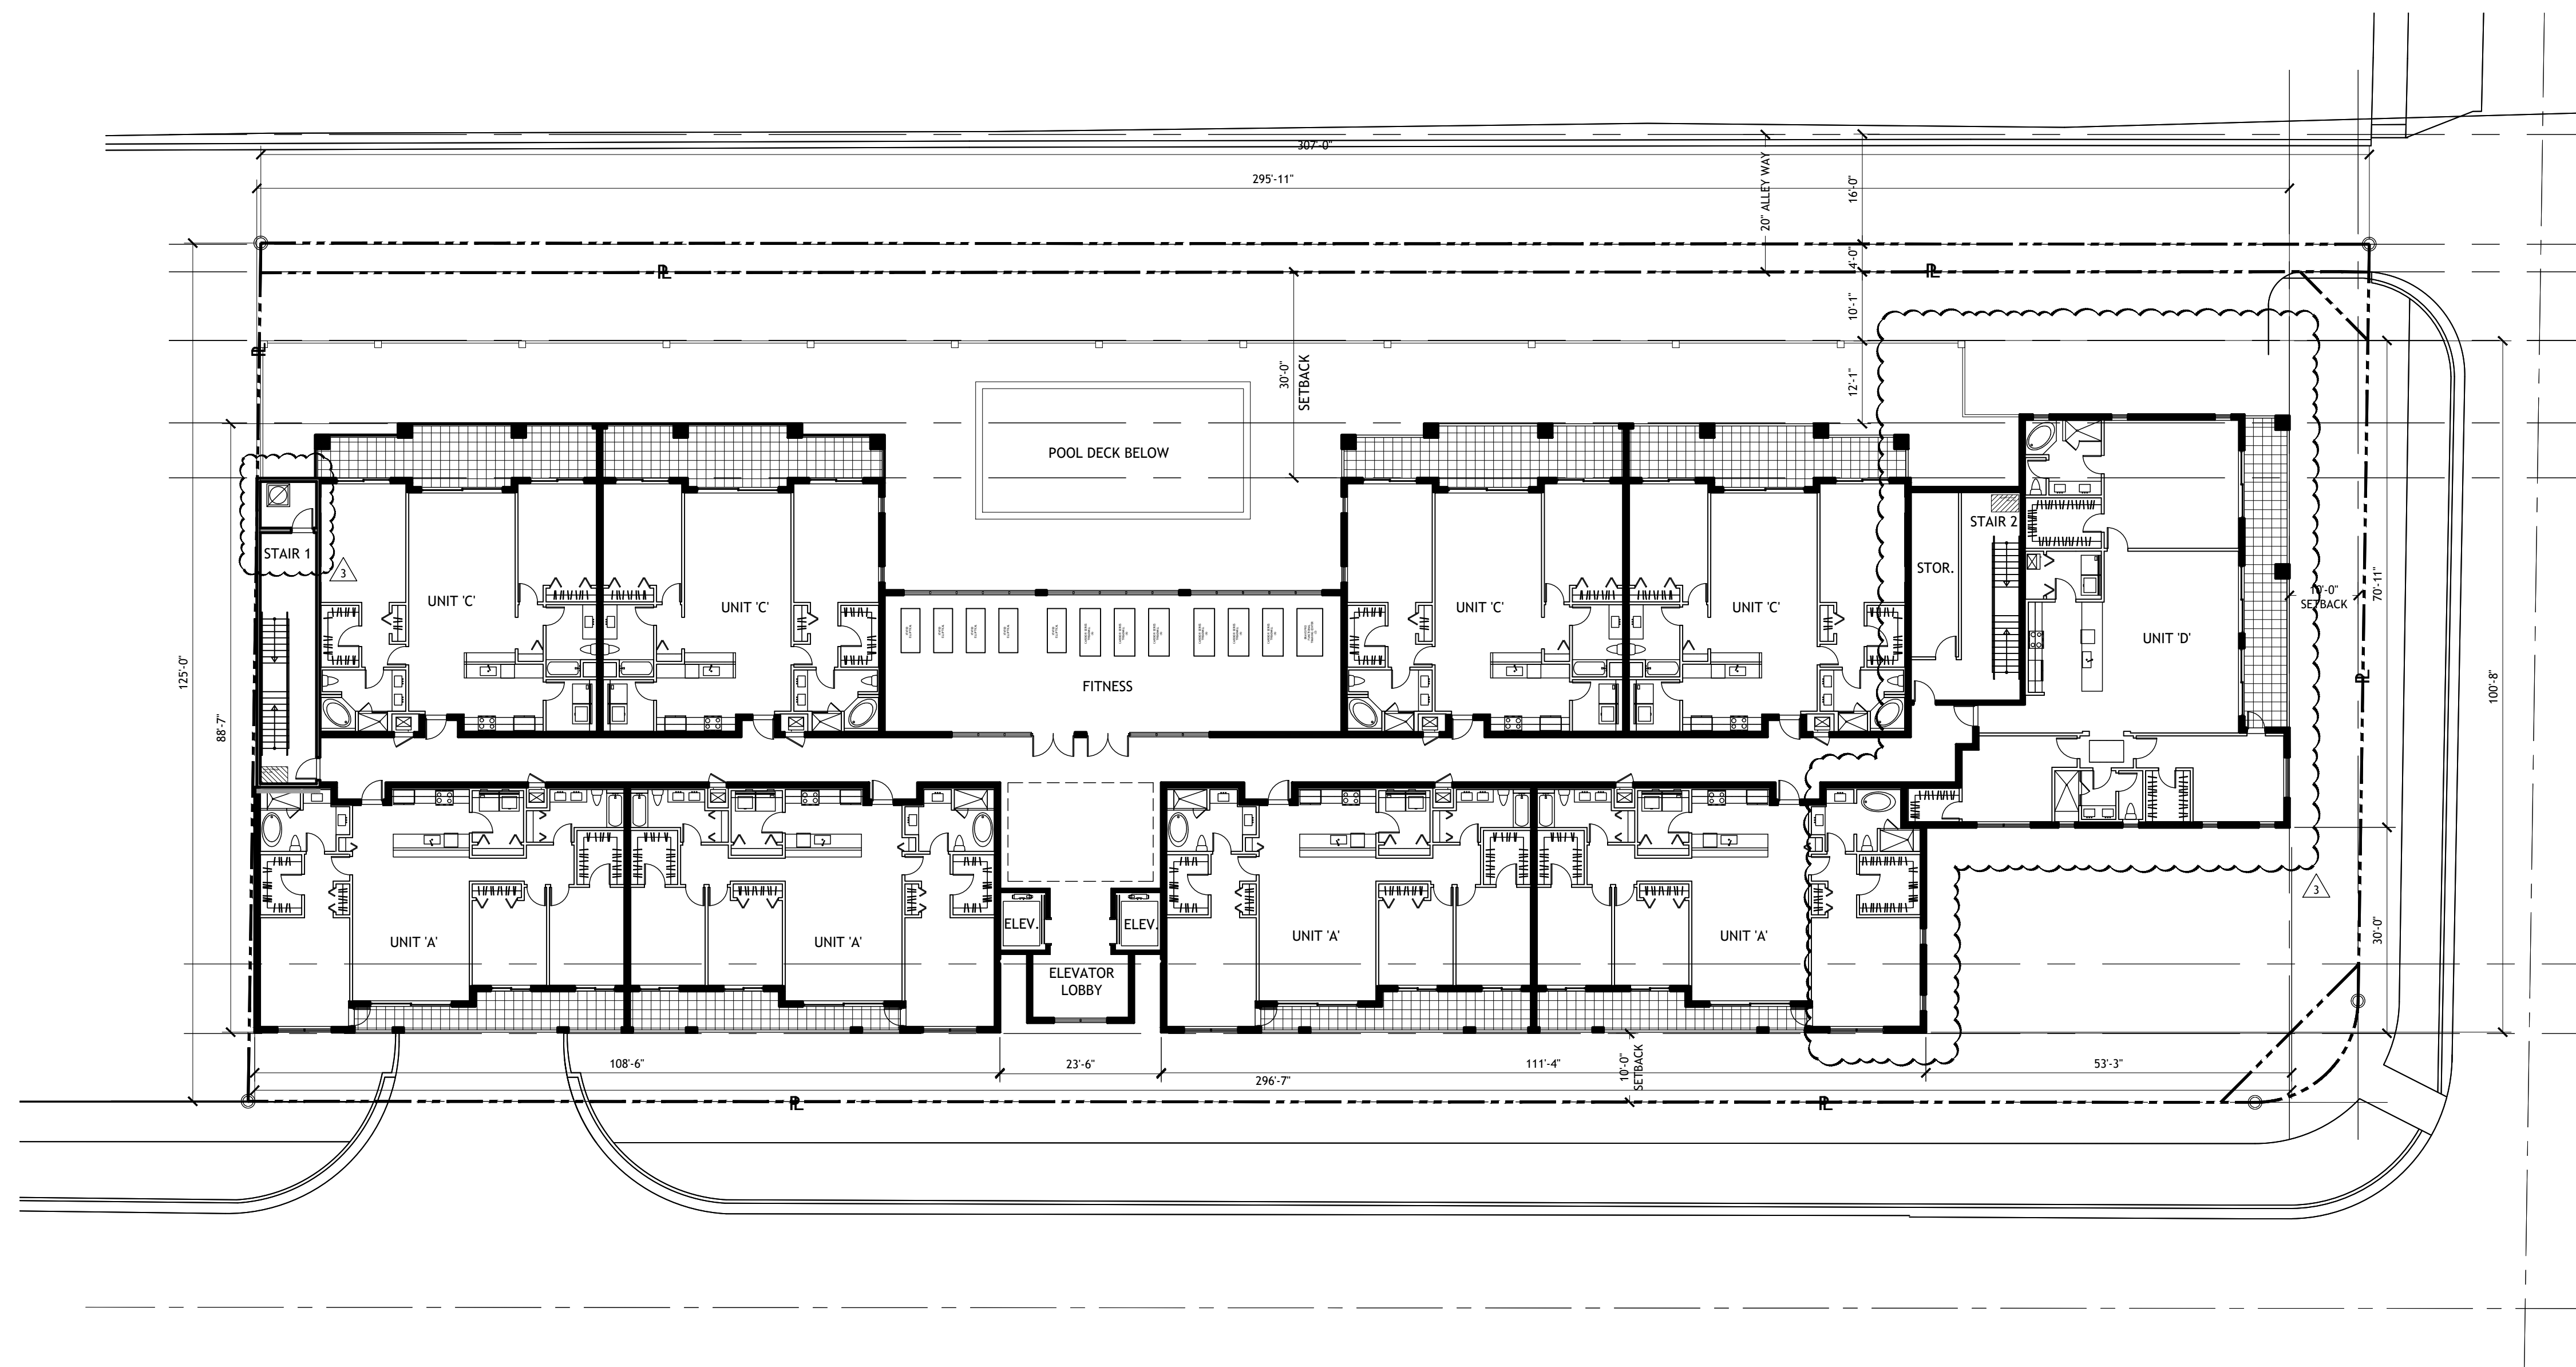 307'-0"
295'-11"
20" ALLEY WAY
16'-0"
4'-0"
10'-1"
12'-1"
PL
PL
PL
30'-0"
SETBACK
POOL DECK BELOW
STAIR 1
3
UNIT 'C'
UNIT 'C'
UNIT 'C'
UNIT 'C'
STOR.
STAIR 2
UNIT 'D'
10'-0"
SETBACK
70'-11"
100'-8"
125'-0"
88'-7"
PL
FITNESS
UNIT 'A'
UNIT 'A'
ELEV.
ELEV.
ELEVATOR
LOBBY
UNIT 'A'
UNIT 'A'
3
30'-0"
108'-6"
23'-6"
296'-7"
111'-4"
10'-0"
SETBACK
53'-3"
PL
PL